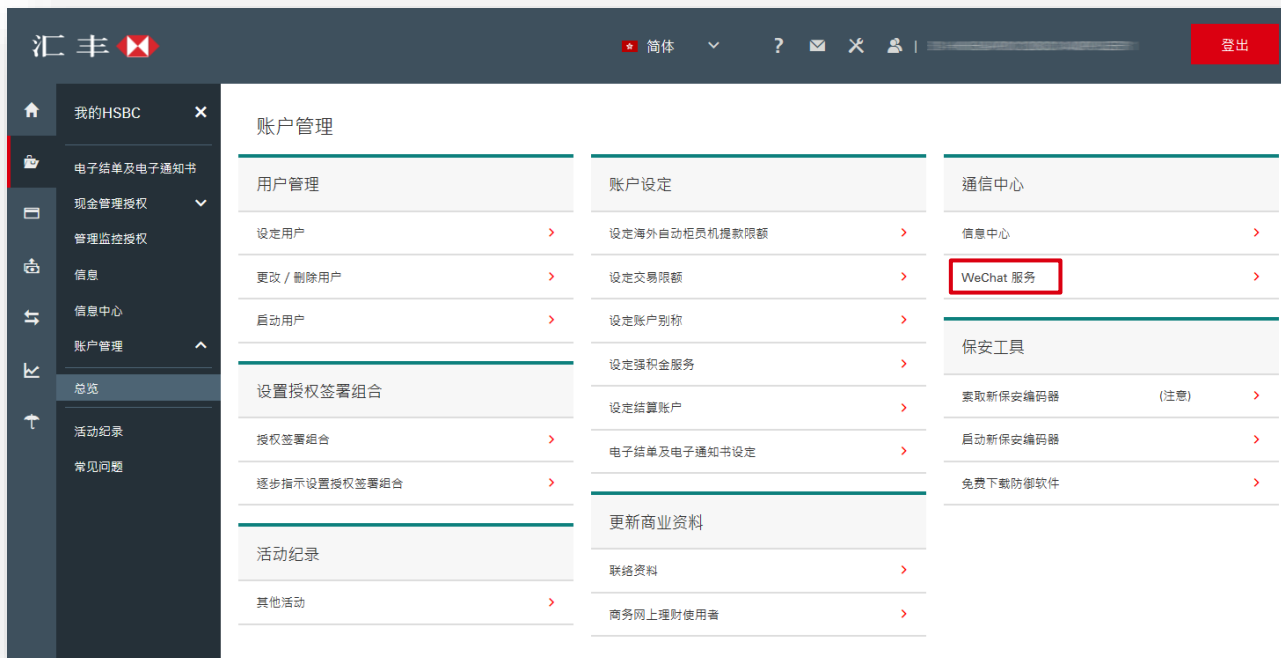 汇丰
简体
?
登出
我的HSBC
电子结单及电子通知书
现金管理授权
管理监控授权
信息
信息中心
账户管理
总览
活动纪录
常见问题
账户管理
用户管理
设定用户
更改 / 删除用户
启动用户
设置授权签署组合
授权签署组合
逐步指示设置授权签署组合
活动纪录
其他活动
账户设定
设定海外自动柜员机提款限额
设定交易限额
设定账户别称
设定强积金服务
设定结算账户
电子结单及电子通知书设定
更新商业资料
联络资料
商务网上理财使用者
通信中心
信息中心
WeChat 服务
保安工具
索取新保安编码器 (注意)
启动新保安编码器
免费下载防御软件